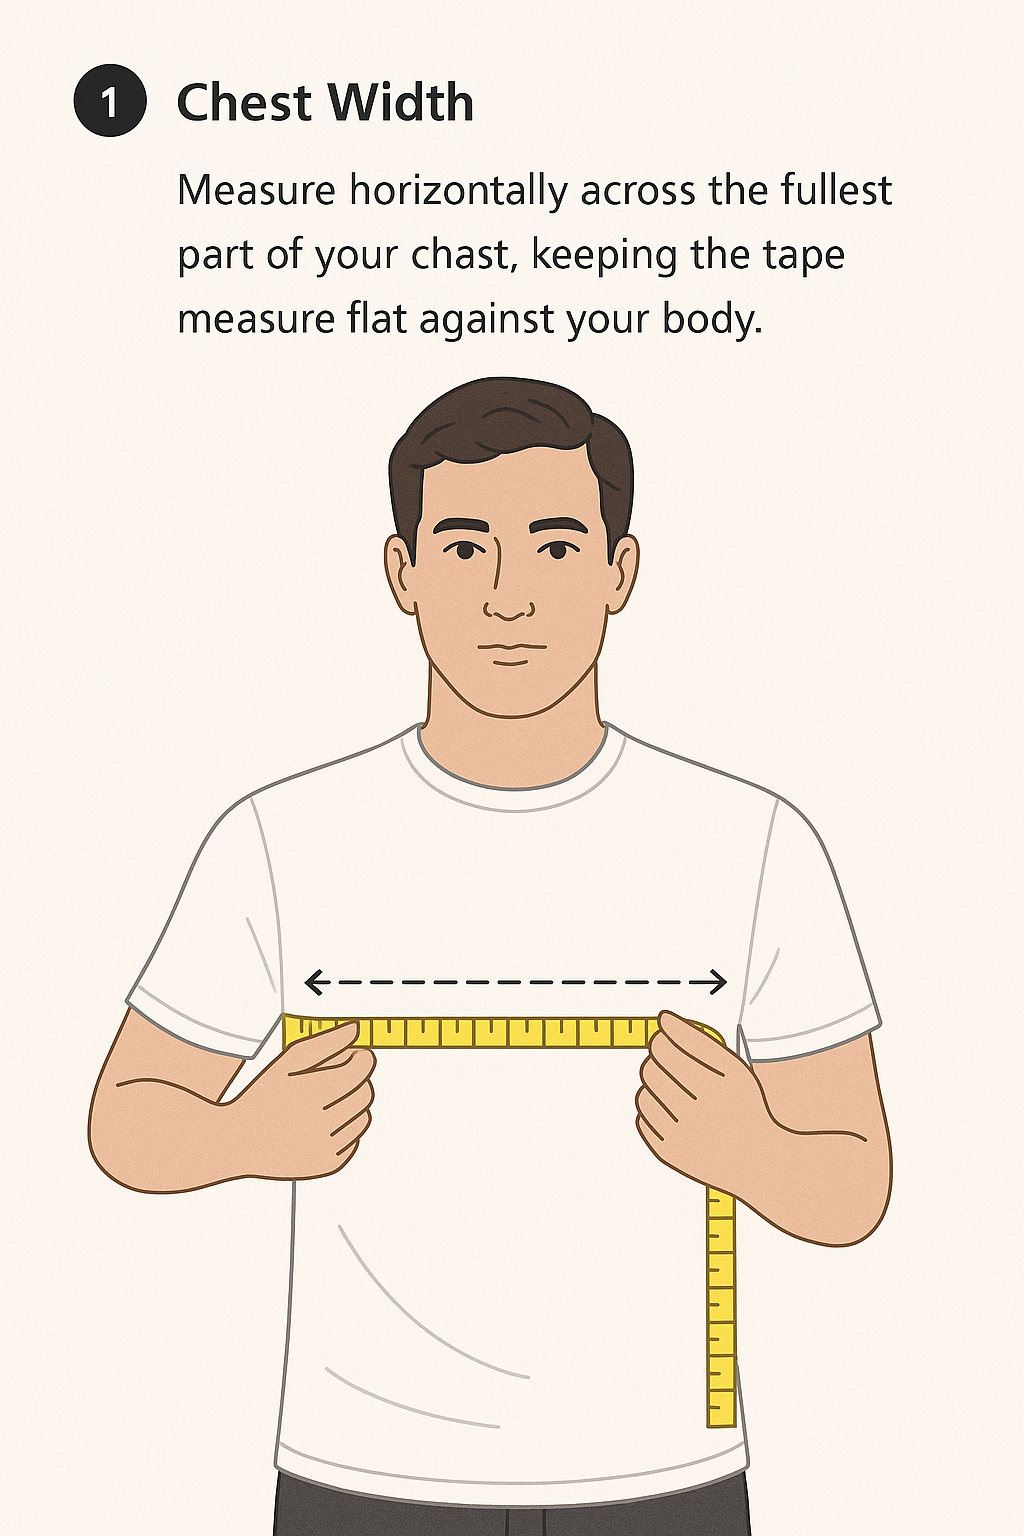 1 Chest Width
Measure horizontally across the fullest
part of your chast, keeping the tape
measure flat against your body.